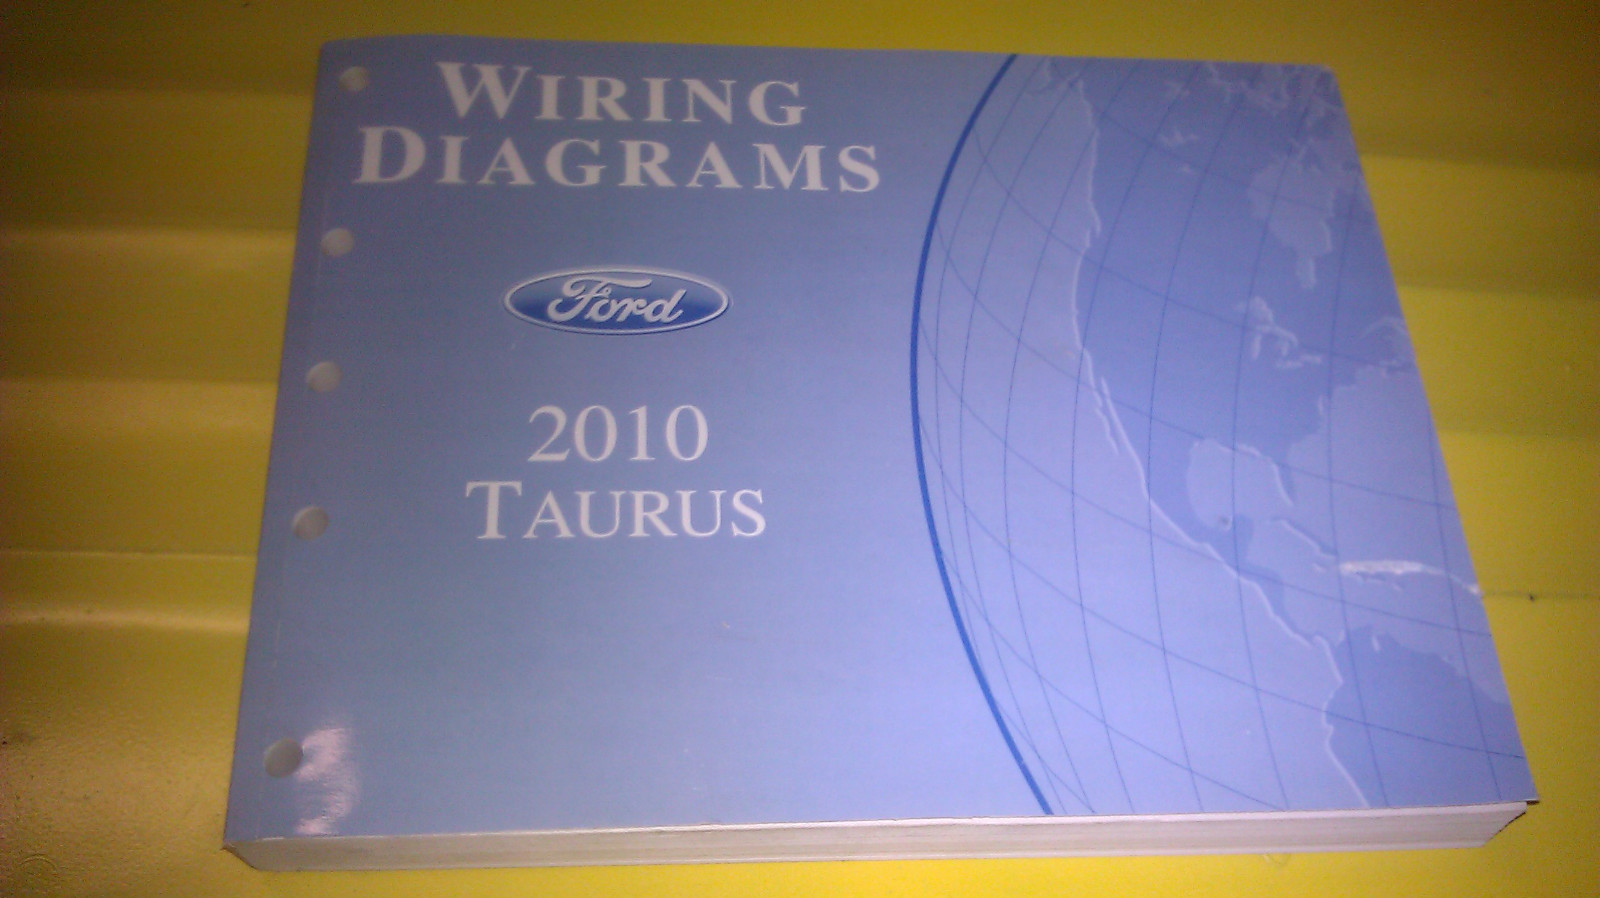 WIRING
DIAGRAMS
Ford
2010
TAURUS